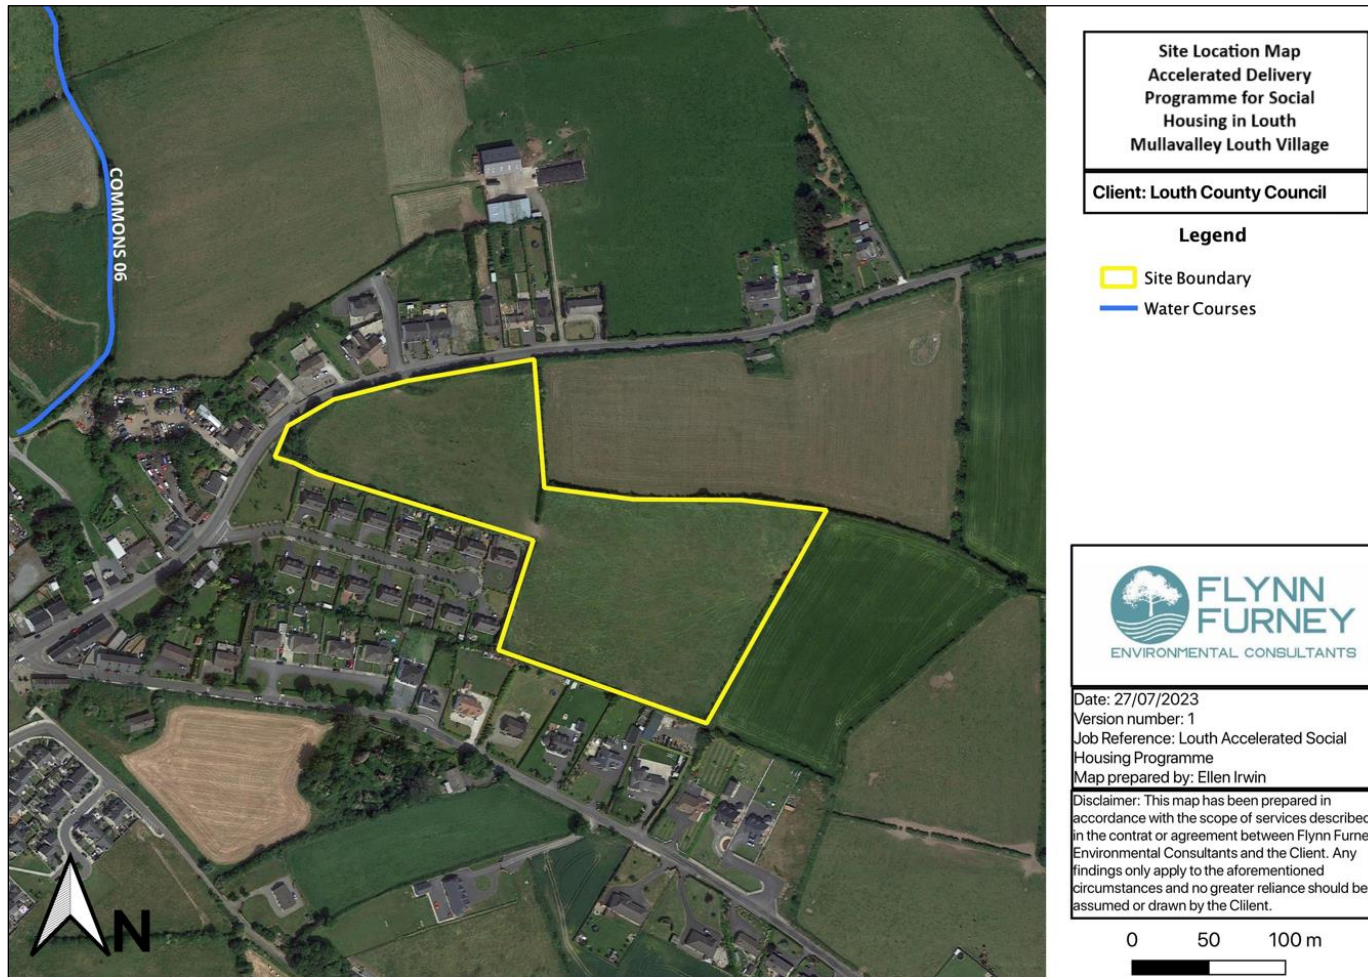 Site Location Map
Accelerated Delivery
Programme for Social
Housing in Louth
Mullavalley Louth Village
Client: Louth County Council
Legend
Site Boundary
Water Courses
COMMONS 06
N
FLYNN
FURNEY
ENVIRONMENTAL CONSULTANTS
Date: 27/07/2023
Version number: 1
Job Reference: Louth Accelerated Social
Housing Programme
Map prepared by: Ellen Irwin
Disclaimer: This map has been prepared in
accordance with the scope of services described
in the contrat or agreement between Flynn Furne
Environmental Consultants and the Client. Any
findings only apply to the aforementioned
circumstances and no greater reliance should be
assumed or drawn by the Clilent.
0 50 100 m